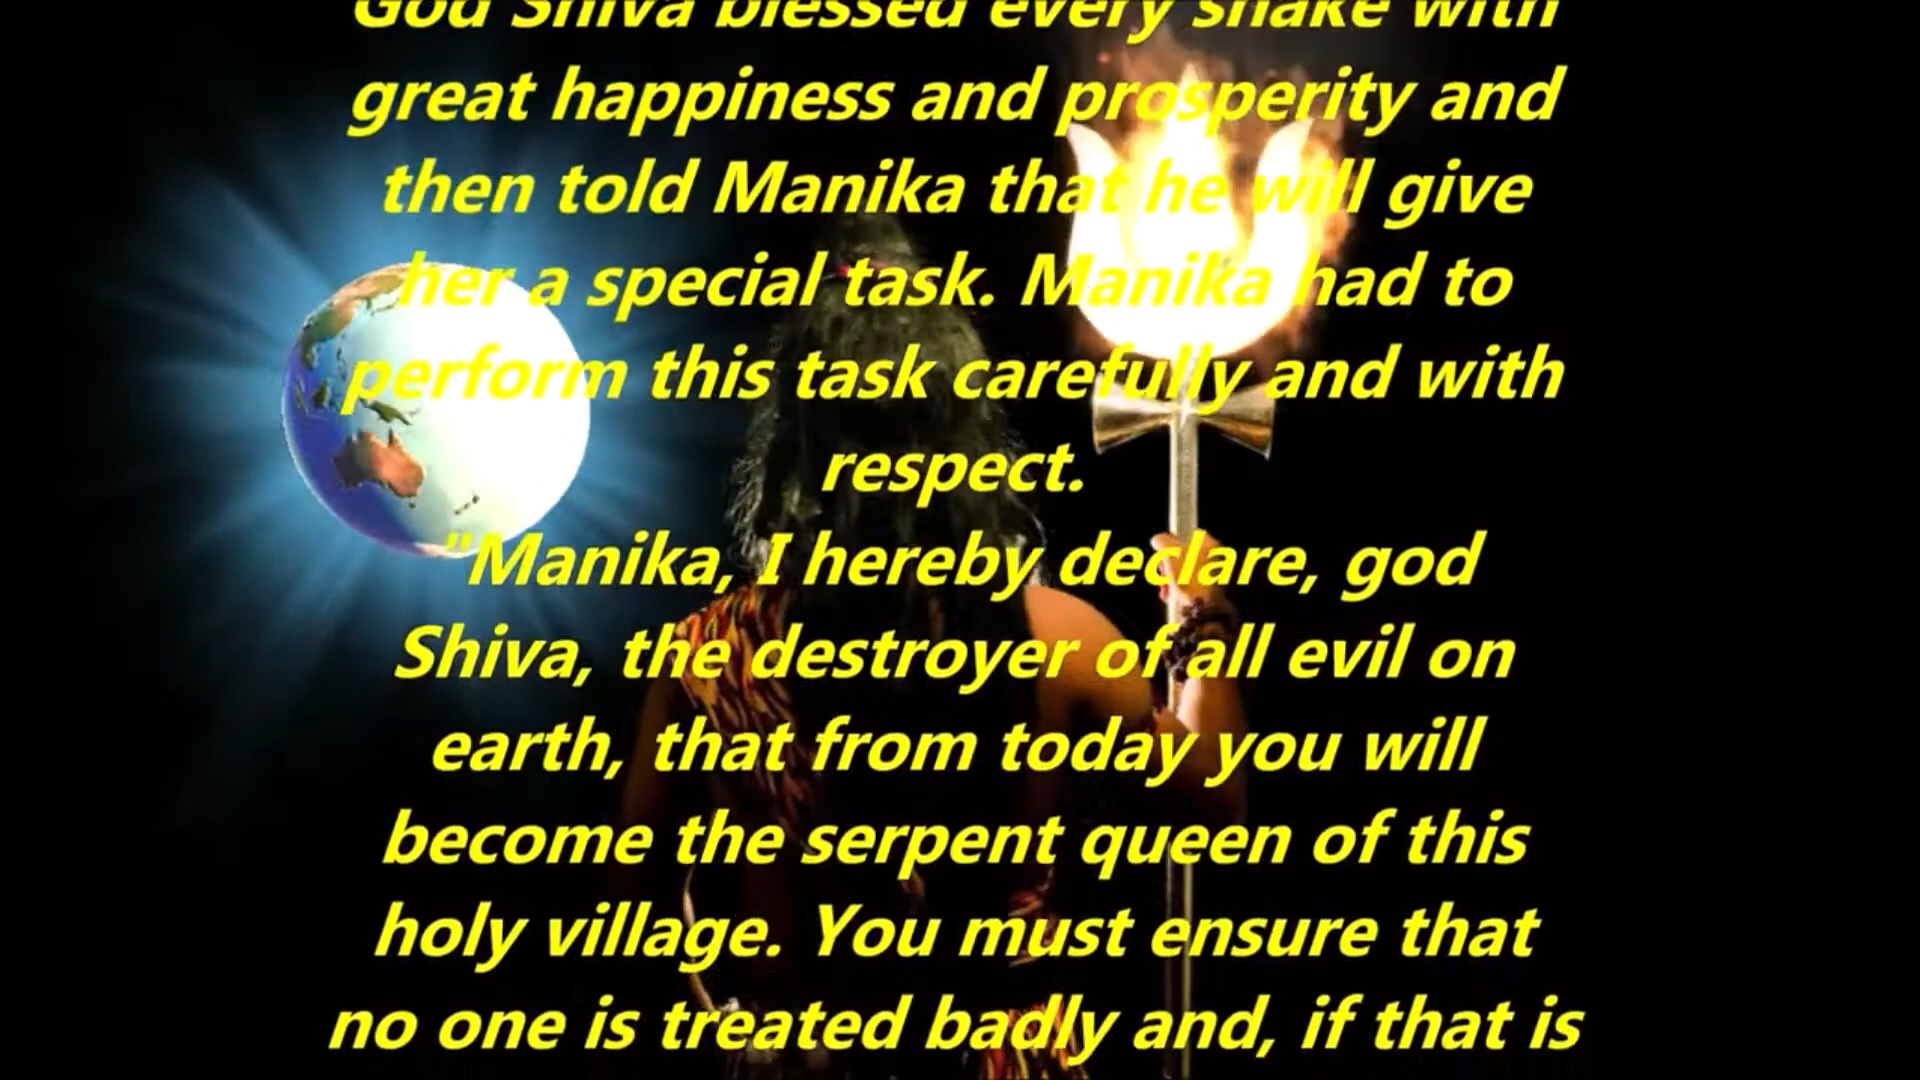 God Shiva blessed every snake with
great happiness and prosperity and
then told Manika that he will give
her a special task. Manika had to
perform this task carefully and with
respect.
"Manika, I hereby declare, god
Shiva, the destroyer of all evil on
earth, that from today you will
become the serpent queen of this
holy village. You must ensure that
no one is treated badly and, if that is